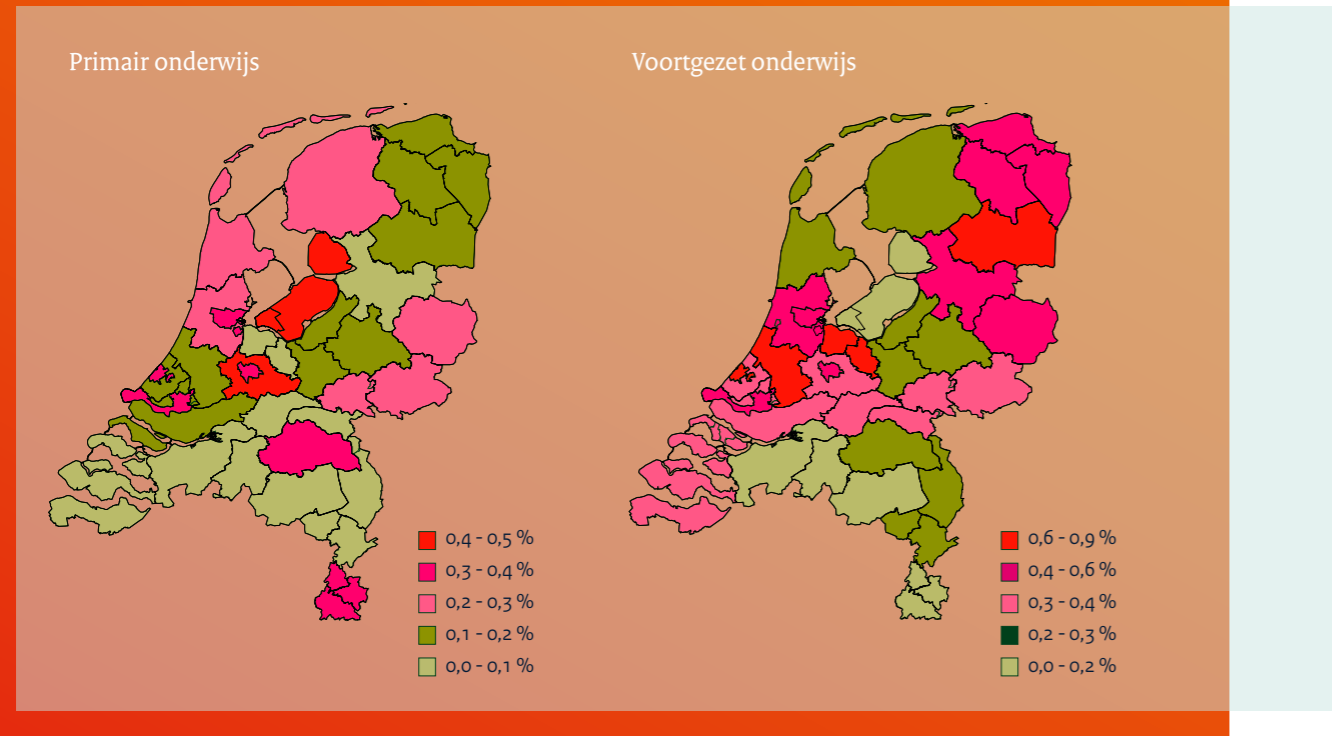 Primair onderwijs
0,4 - 0,5 %
0,3 - 0,4 %
0,2 - 0,3 %
0,1 - 0,2 %
0,0 - 0,1 %
Voortgezet onderwijs
0,6 - 0,9 %
0,4 - 0,6 %
0,3 - 0,4 %
0,2 - 0,3 %
0,0 - 0,2 %